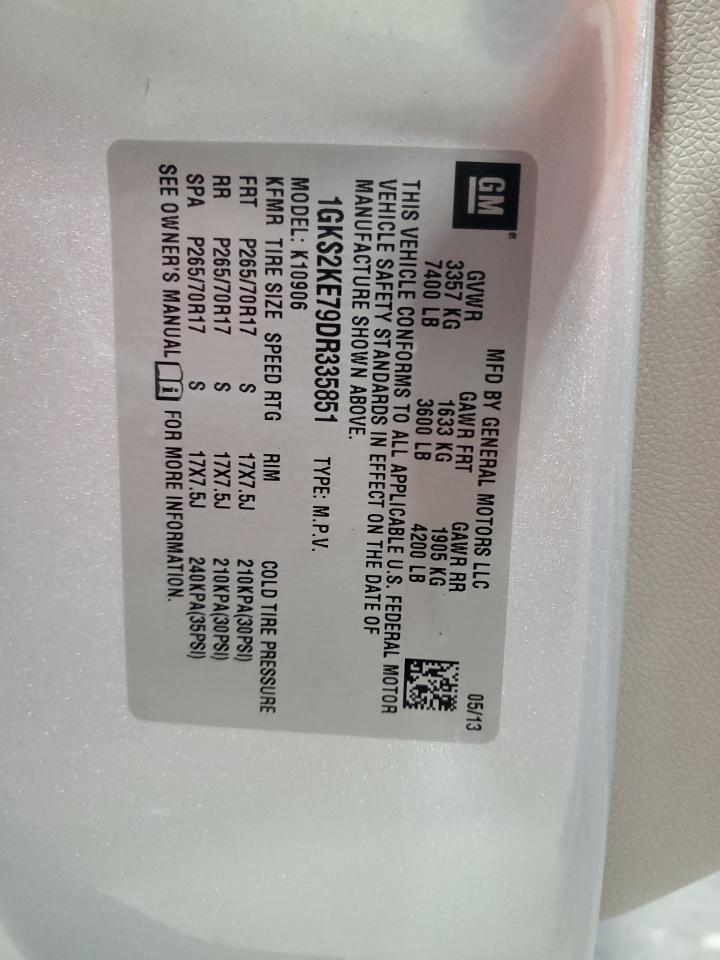 GM
MFD BY GENERAL MOTORS LLC 05/13
GVWR GAWR FRT GAWR RR
3357 KG 1633 KG 1905 KG
7400 LB 3600 LB 4200 LB
THIS VEHICLE CONFORMS TO ALL APPLICABLE U.S. FEDERAL MOTOR
VEHICLE SAFETY STANDARDS IN EFFECT ON THE DATE OF
MANUFACTURE SHOWN ABOVE.
1GKS2KE79DR335851 TYPE: M.P.V.
MODEL: K10906
KFMR TIRE SIZE SPEED RTG RIM COLD TIRE PRESSURE
FRT P265/70R17 S 17X7.5J 210KPA(30PSI)
RR P265/70R17 S 17X7.5J 210KPA(30PSI)
SPA P265/70R17 S 17X7.5J 240KPA(35PSI)
SEE OWNER'S MANUAL i FOR MORE INFORMATION.